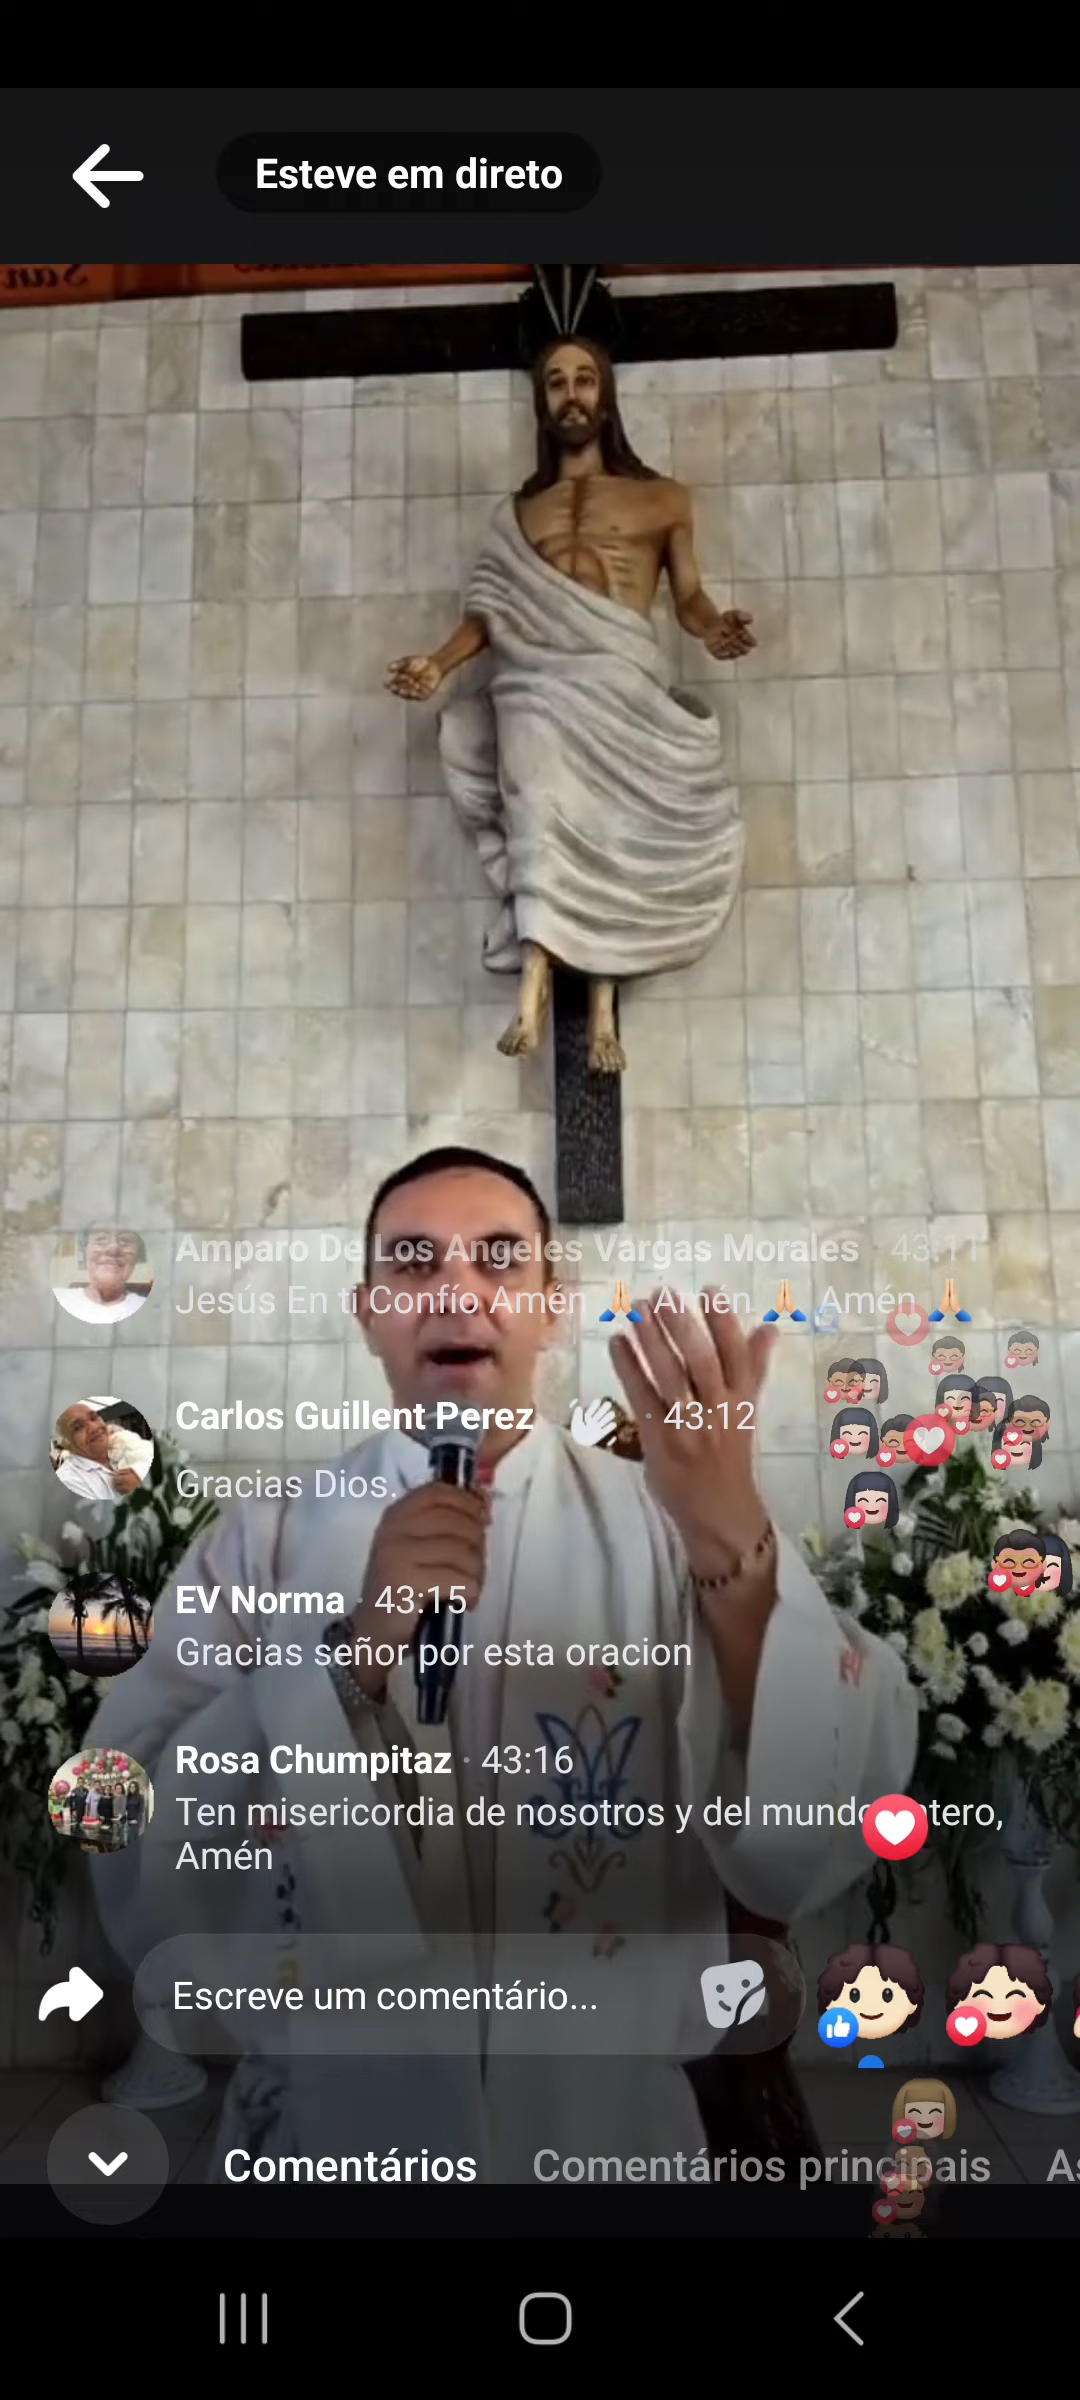 Esteve em direto
San
Amparo De Los Angeles Vargas Morales · 43:11
Jesús En ti Confío Amén 🙏🏼 Amén 🙏🏼 Amén 🙏🏼
Carlos Guillent Perez 👋 · 43:12
Gracias Dios.
EV Norma · 43:15
Gracias señor por esta oracion
Rosa Chumpitaz · 43:16
Ten misericordia de nosotros y del mundo
Amén
Escreve um comentário...
Comentários Comentários principais